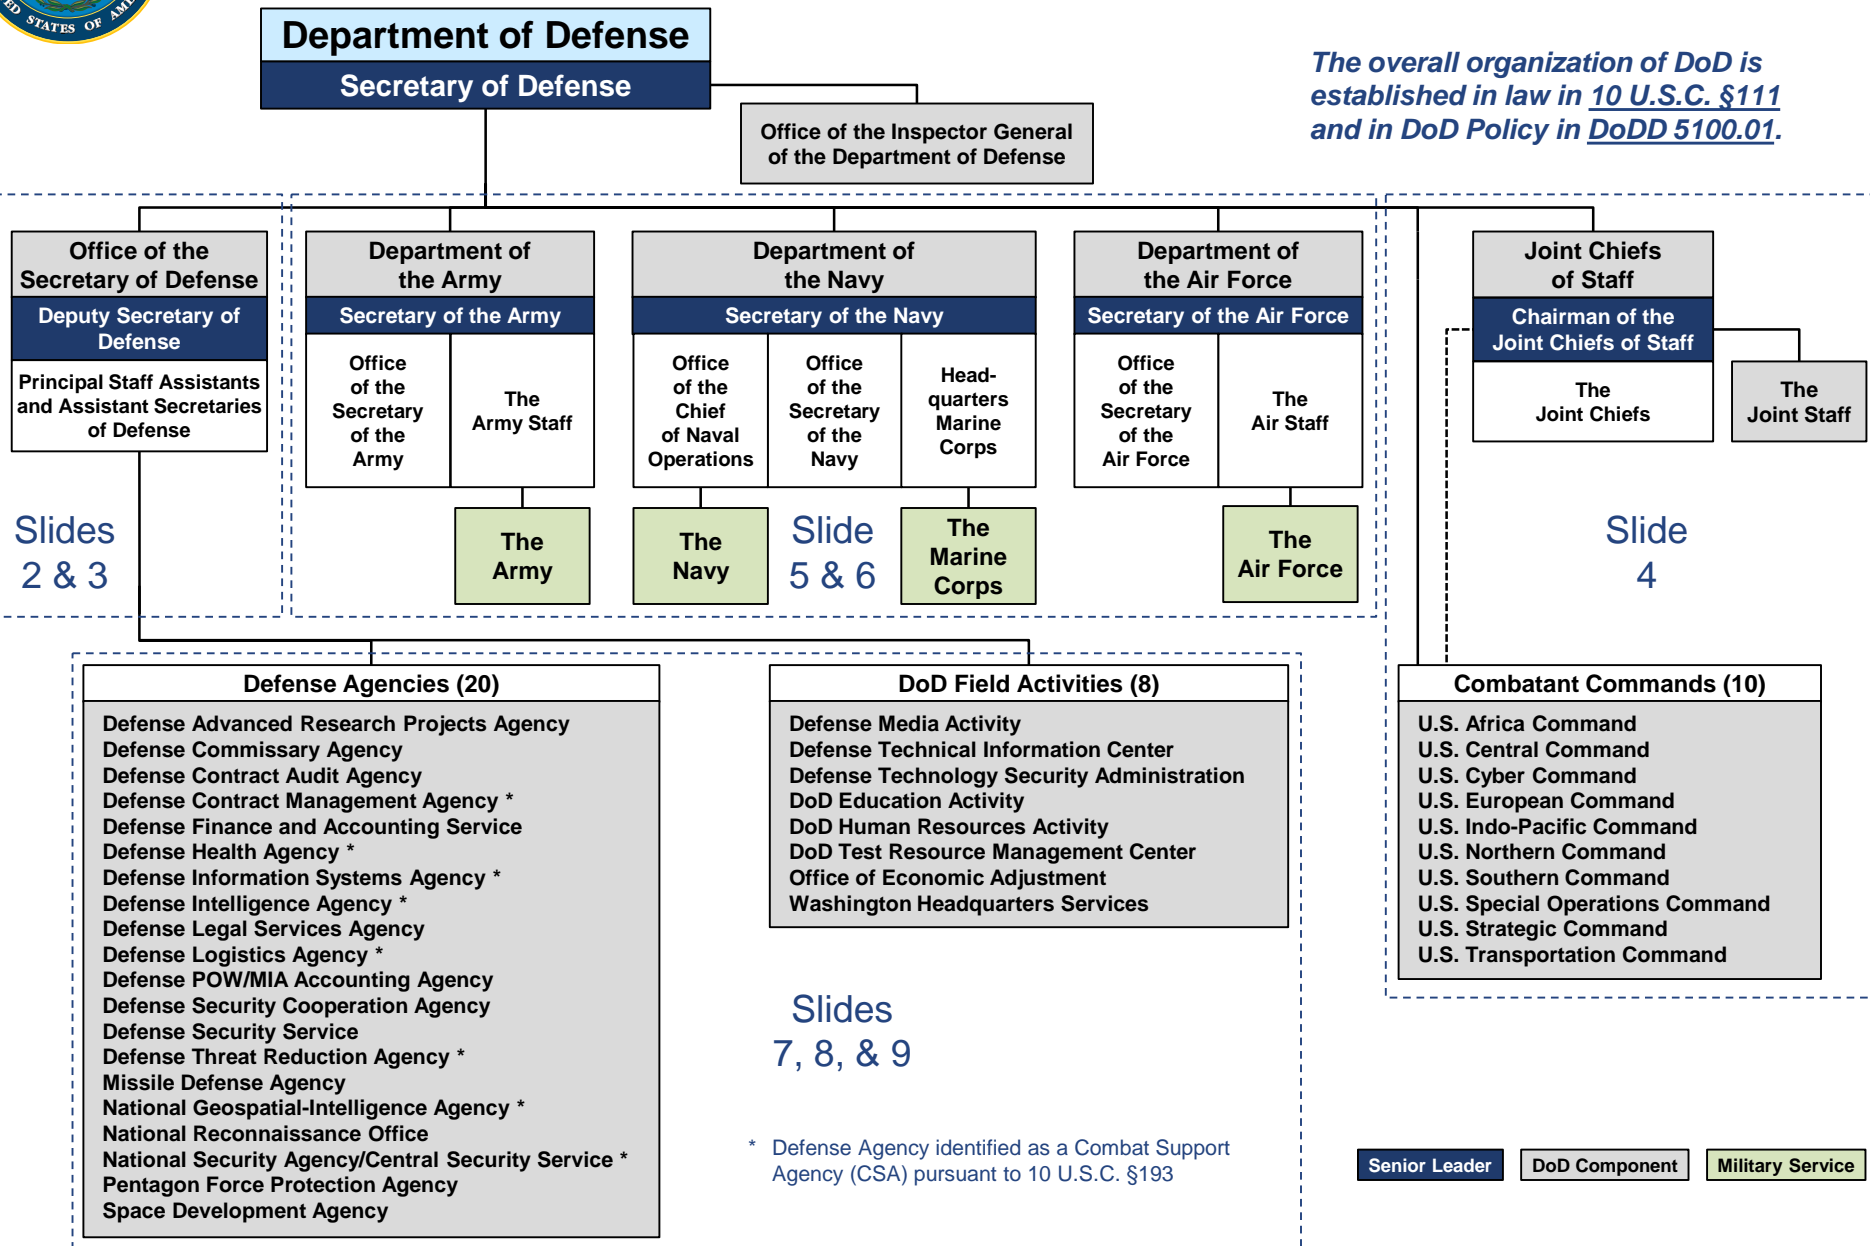 STATES OF AM
Department of Defense
Secretary of Defense
The overall organization of DoD is
established in law in 10 U.S.C. §111
and in DoD Policy in DoDD 5100.01.
Office of the Inspector General
of the Department of Defense
Office of the
Secretary of Defense
Deputy Secretary of
Defense
Principal Staff Assistants
and Assistant Secretaries
of Defense
Slides
2 & 3
Department of
the Army
Secretary of the Army
Office
of the
Secretary
of the
Army
The
Army Staff
The
Army
Department of
the Navy
Secretary of the Navy
Office
of the
Chief
of Naval
Operations
Office
of the
Secretary
of the
Navy
Head-
quarters
Marine
Corps
The
Navy
Slide
5 & 6
The
Marine
Corps
Department of
the Air Force
Secretary of the Air Force
Office
of the
Secretary
of the
Air Force
The
Air Staff
The
Air Force
Joint Chiefs
of Staff
Chairman of the
Joint Chiefs of Staff
The
Joint Chiefs
The
Joint Staff
Slide
4
Defense Agencies (20)
Defense Advanced Research Projects Agency
Defense Commissary Agency
Defense Contract Audit Agency
Defense Contract Management Agency *
Defense Finance and Accounting Service
Defense Health Agency *
Defense Information Systems Agency *
Defense Intelligence Agency *
Defense Legal Services Agency
Defense Logistics Agency *
Defense POW/MIA Accounting Agency
Defense Security Cooperation Agency
Defense Security Service
Defense Threat Reduction Agency *
Missile Defense Agency
National Geospatial-Intelligence Agency *
National Reconnaissance Office
National Security Agency/Central Security Service *
Pentagon Force Protection Agency
Space Development Agency
DoD Field Activities (8)
Defense Media Activity
Defense Technical Information Center
Defense Technology Security Administration
DoD Education Activity
DoD Human Resources Activity
DoD Test Resource Management Center
Office of Economic Adjustment
Washington Headquarters Services
Slides
7, 8, & 9
* Defense Agency identified as a Combat Support
Agency (CSA) pursuant to 10 U.S.C. §193
Combatant Commands (10)
U.S. Africa Command
U.S. Central Command
U.S. Cyber Command
U.S. European Command
U.S. Indo-Pacific Command
U.S. Northern Command
U.S. Southern Command
U.S. Special Operations Command
U.S. Strategic Command
U.S. Transportation Command
Senior Leader
DoD Component
Military Service